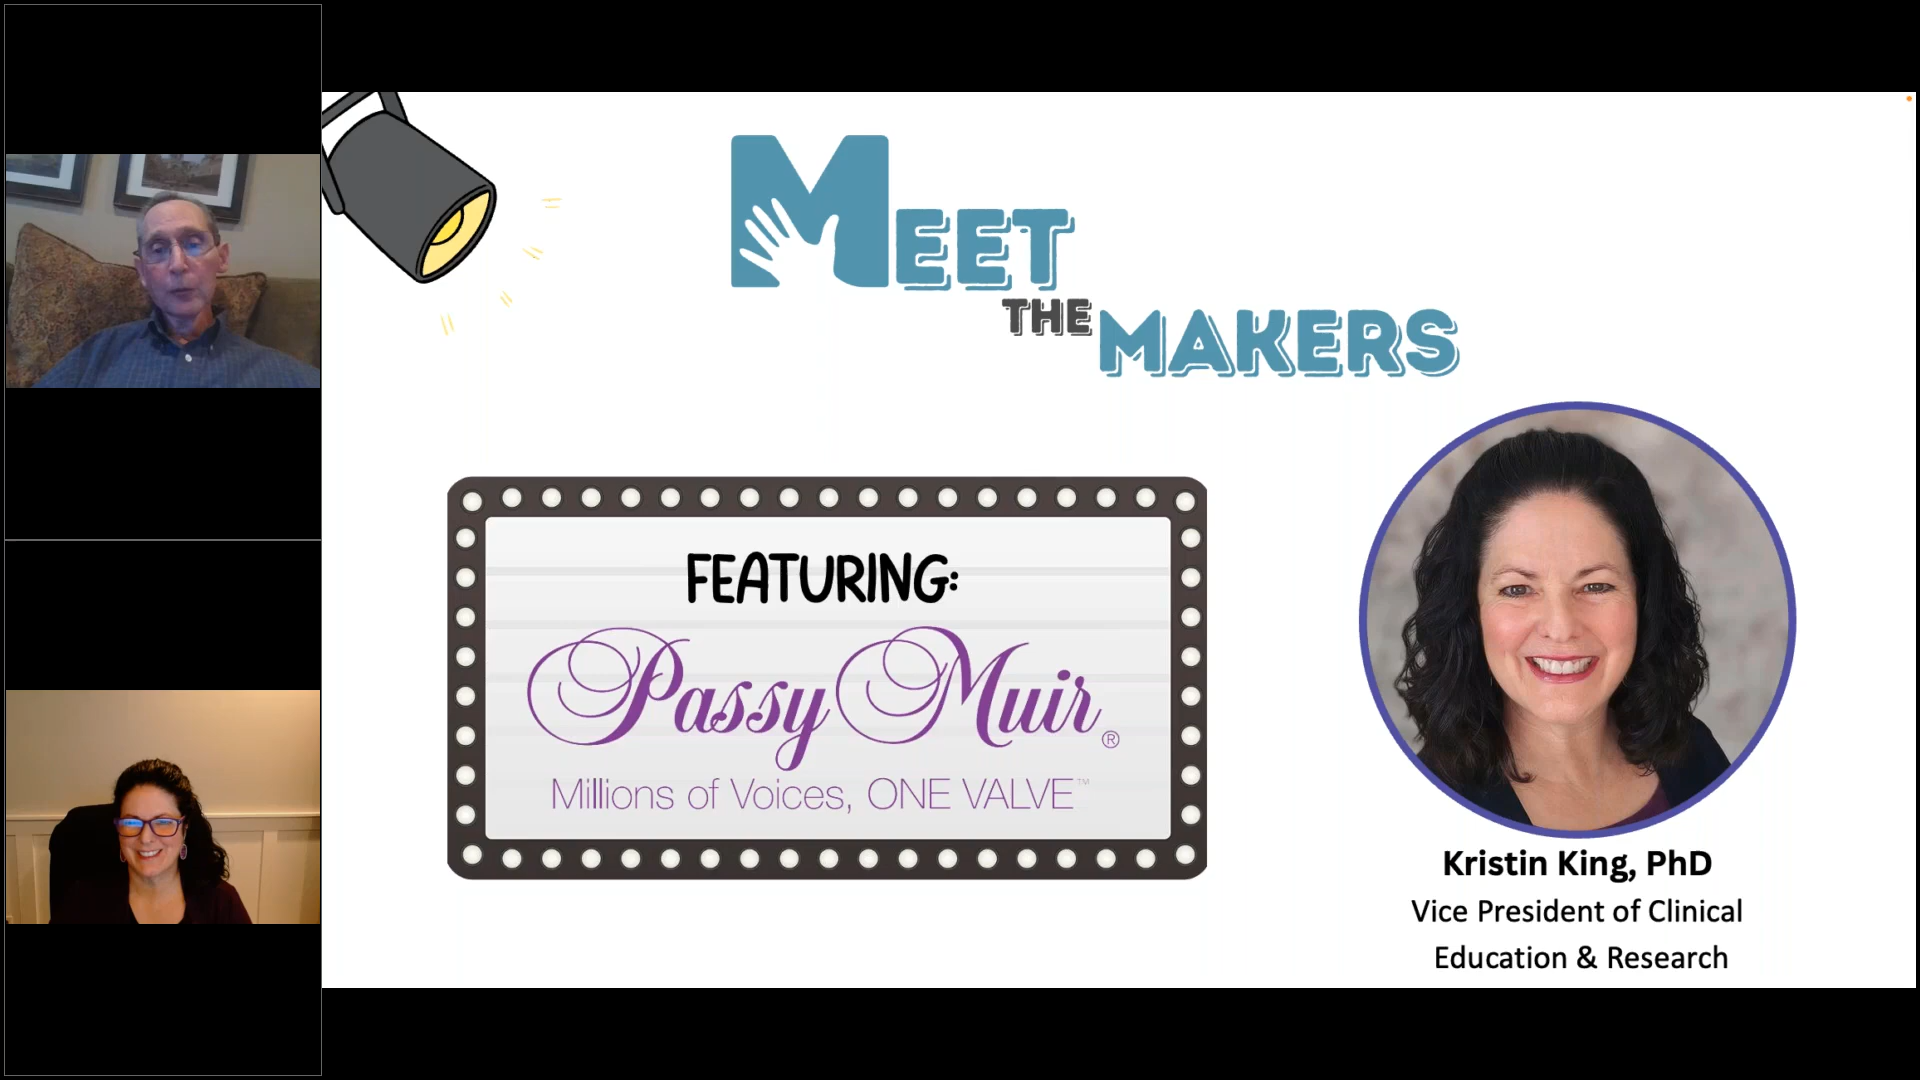 MEET
THE MAKERS
FEATURING:
Passy Muir®
Millions of Voices, ONE VALVE™
Kristin King, PhD
Vice President of Clinical
Education & Research